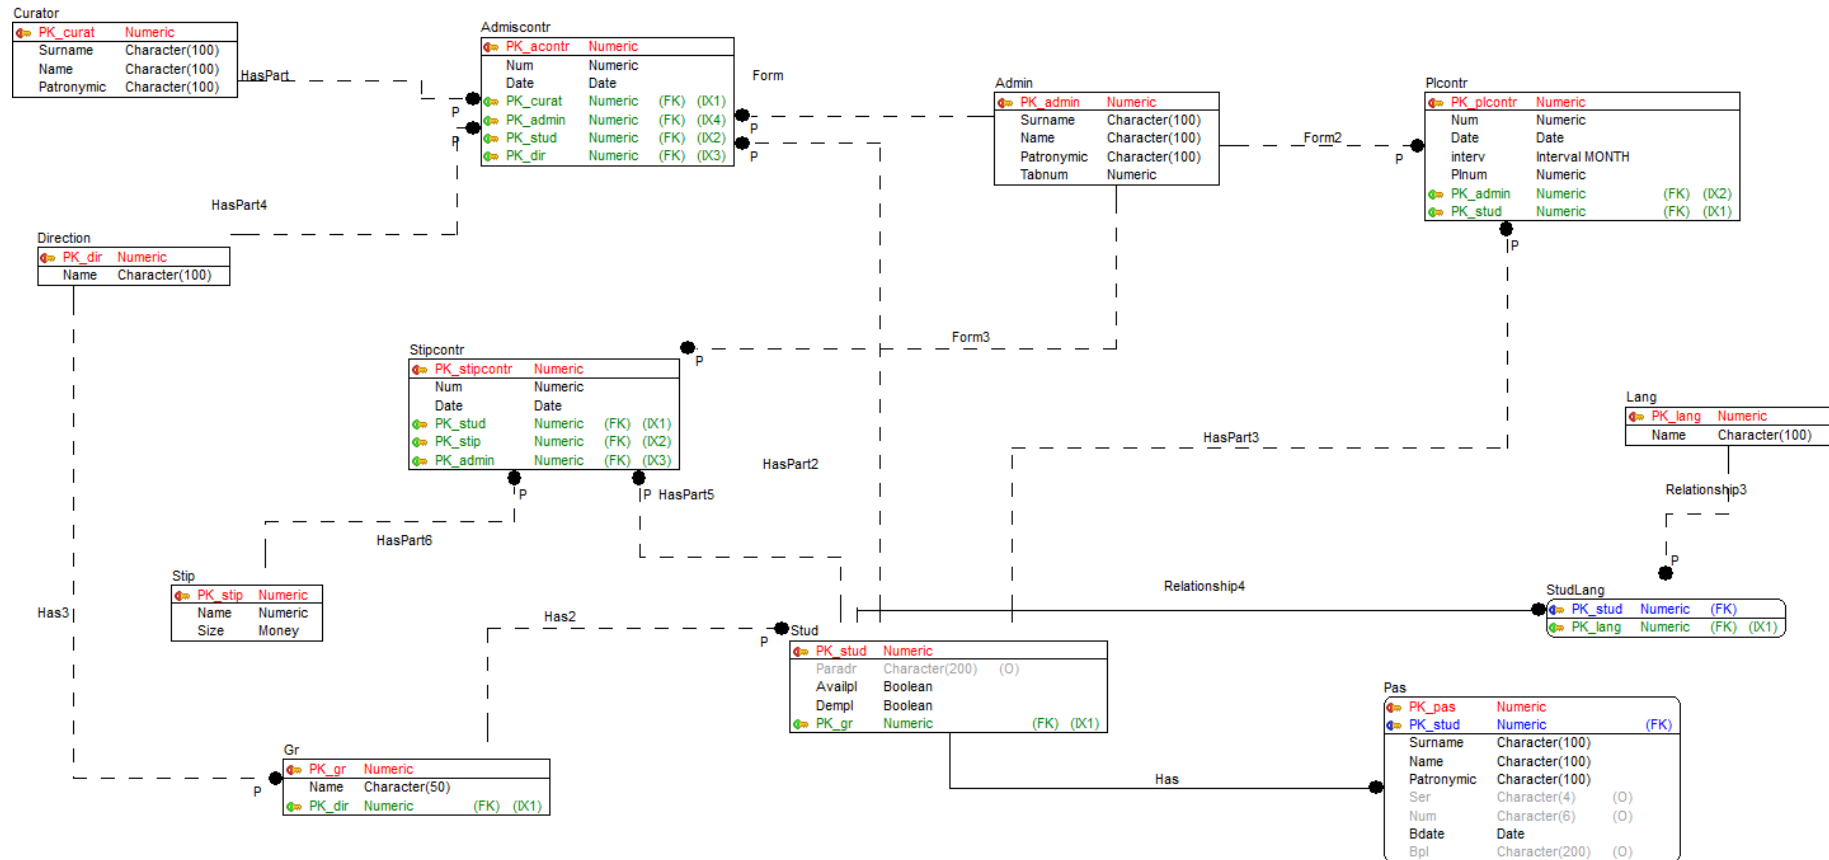 Curator
PK_curat Numeric
Surname Character(100)
Name Character(100)
Patronymic Character(100)
HasPart
P
Admiscontr
PK_acontr Numeric
Num Numeric
Date Date
PK_curat Numeric (FK) (IX1)
PK_admin Numeric (FK) (IX4)
PK_stud Numeric (FK) (IX2)
PK_dir Numeric (FK) (IX3)
P
P
P
Form
Admin
PK_admin Numeric
Surname Character(100)
Name Character(100)
Patronymic Character(100)
Tabnum Numeric
Form2
P
Plcontr
PK_plcontr Numeric
Num Numeric
Date Date
interv Interval MONTH
Plnum Numeric
PK_admin Numeric (FK) (IX2)
PK_stud Numeric (FK) (IX1)
P
HasPart4
Direction
PK_dir Numeric
Name Character(100)
Form3
P
Stipcontr
PK_stipcontr Numeric
Num Numeric
Date Date
PK_stud Numeric (FK) (IX1)
PK_stip Numeric (FK) (IX2)
PK_admin Numeric (FK) (IX3)
P
P HasPart5
HasPart2
HasPart3
Lang
PK_lang Numeric
Name Character(100)
Relationship3
P
HasPart6
Stip
PK_stip Numeric
Name Numeric
Size Money
Has3
P
Has2
P
Relationship4
StudLang
PK_stud Numeric (FK)
PK_lang Numeric (FK) (IX1)
Stud
PK_stud Numeric
Paradr Character(200) (O)
Availpl Boolean
Dempl Boolean
PK_gr Numeric (FK) (IX1)
Gr
PK_gr Numeric
Name Character(50)
PK_dir Numeric (FK) (IX1)
Has
Pas
PK_pas Numeric
PK_stud Numeric (FK)
Surname Character(100)
Name Character(100)
Patronymic Character(100)
Ser Character(4) (O)
Num Character(6) (O)
Bdate Date
Bpl Character(200) (O)